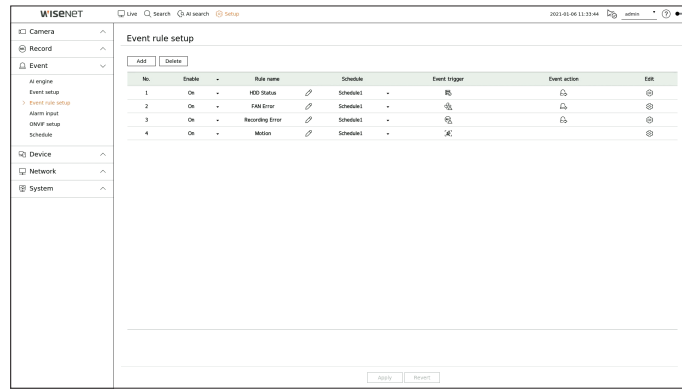 WISENET
Live Search AI search Setup 2021-01-06 11:33:44 admin ?
Camera
Record
Event
AI engine
Event setup
> Event rule setup
Alarm input
ONVIF setup
Schedule
Device
Network
System
Event rule setup
Add Delete
No. Enable Rule name Schedule Event trigger Event action Edit
1 On HDD Status Schedule1
2 On FAN Error Schedule1
3 On Recording Error Schedule1
4 On Motion Schedule1
Apply Revert